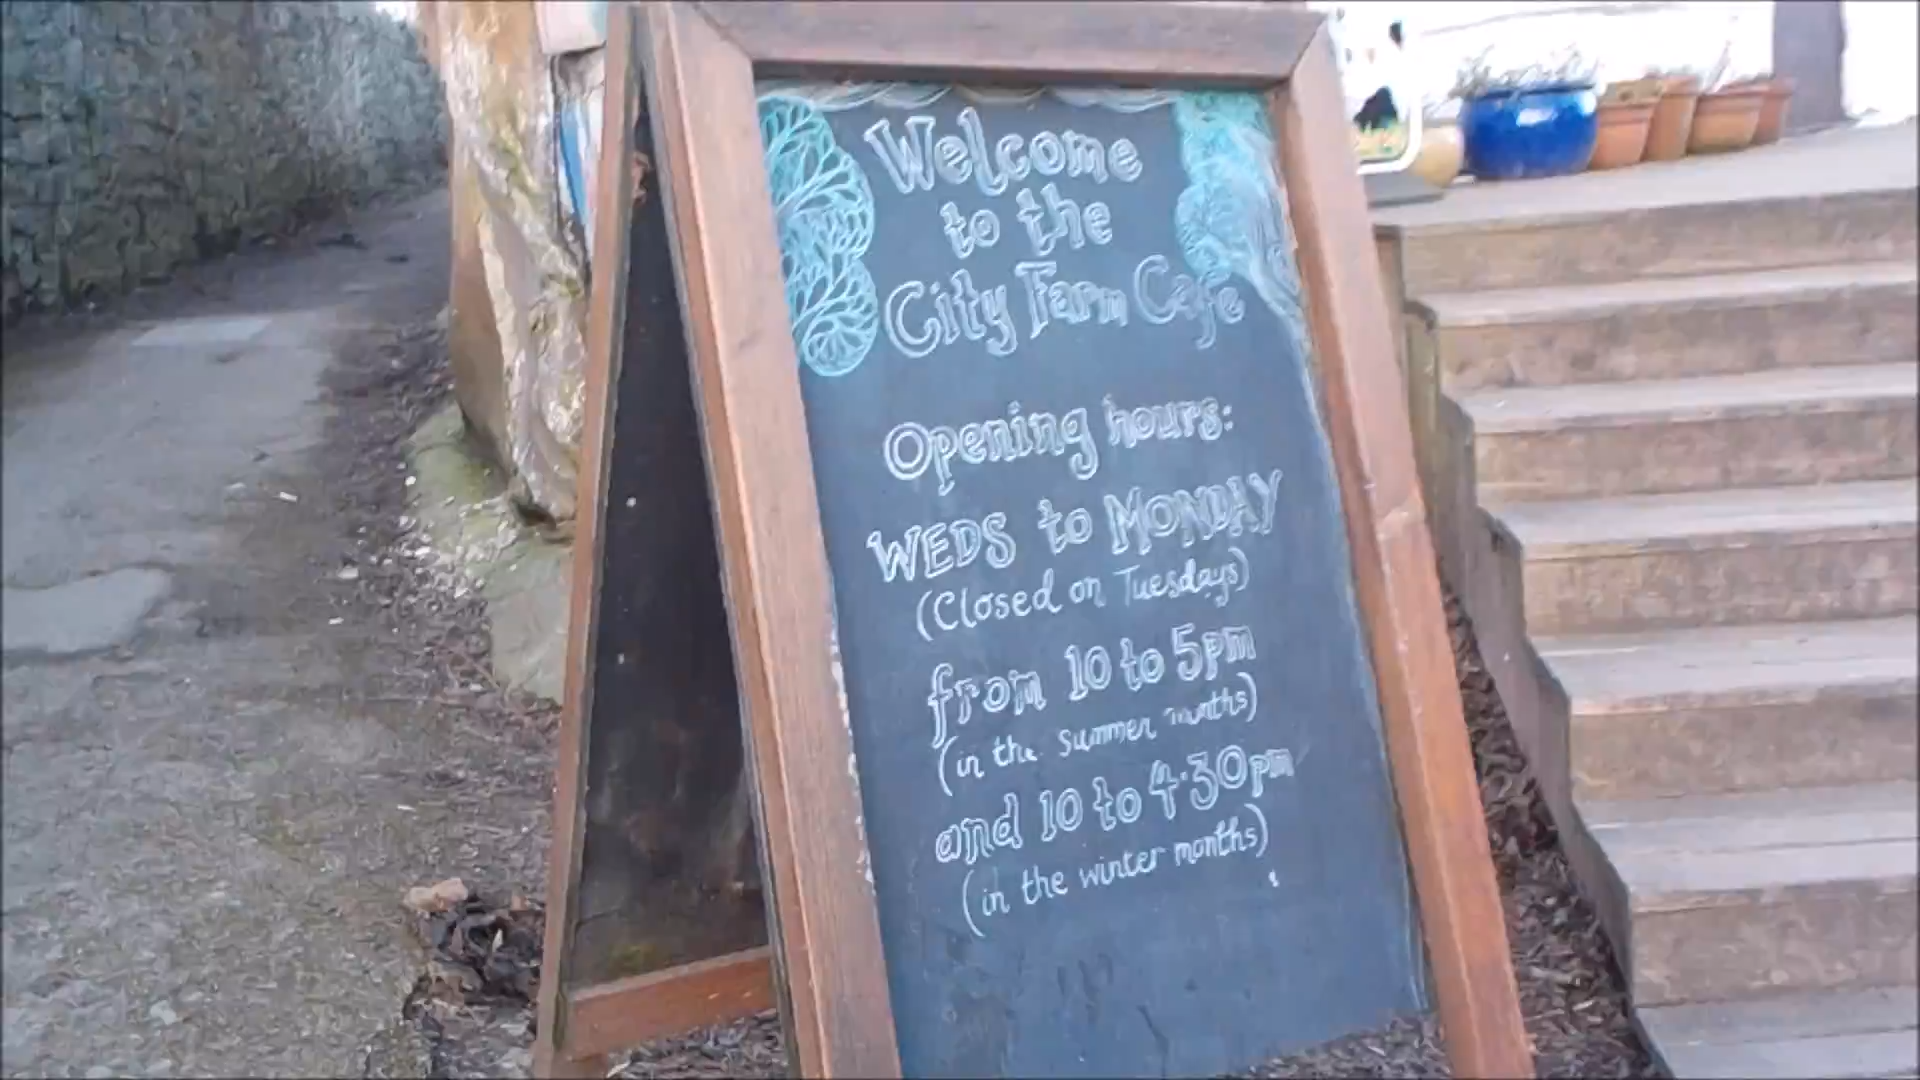 Welcome
to the
City Farm Cafe
Opening hours:
WEDS to MONDAY
(Closed on Tuesdays)
from 10 to 5pm
(in the summer months)
and 10 to 4·30pm
(in the winter months)